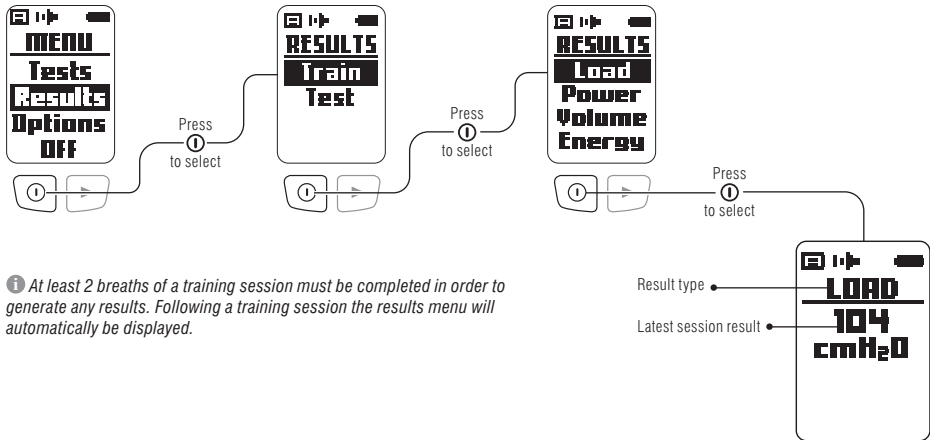 MENU
Tests
Results
Options
OFF
Press
to select
RESULTS
Train
Test
Press
to select
RESULTS
Load
Power
Volume
Energy
Press
to select
At least 2 breaths of a training session must be completed in order to
generate any results. Following a training session the results menu will
automatically be displayed.
Result type
Latest session result
LOAD
104
cmH₂O